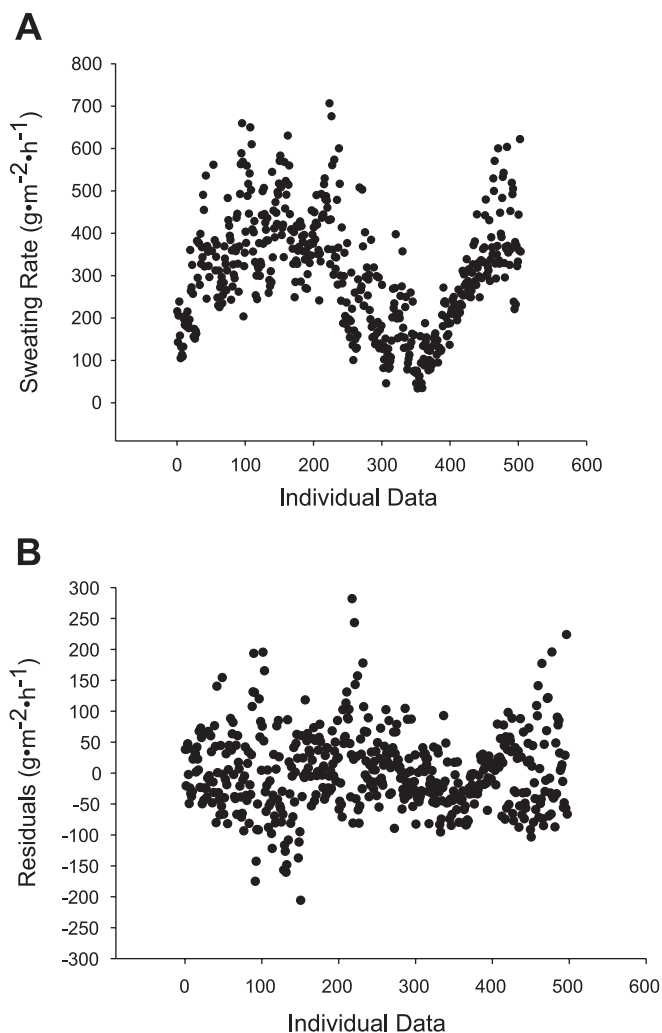 A
Sweating Rate (g•m⁻²•h⁻¹)
800
700
600
500
400
300
200
100
0
0 100 200 300 400 500 600
Individual Data
B
Residuals (g•m⁻²•h⁻¹)
300
250
200
150
100
50
0
-50
-100
-150
-200
-250
-300
0 100 200 300 400 500 600
Individual Data